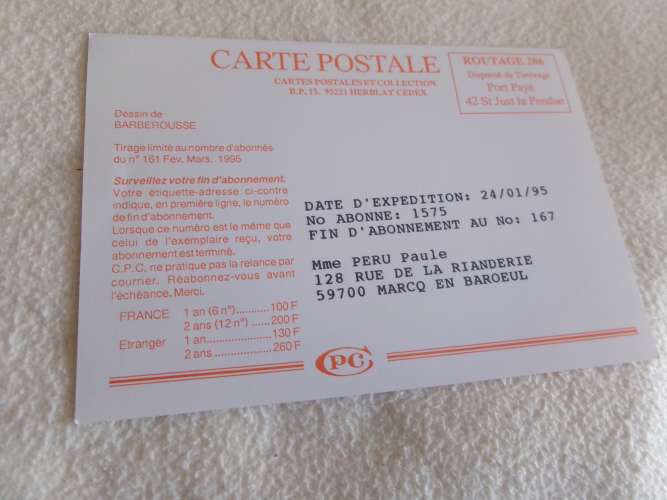 CARTE POSTALE
CARTES POSTALES ET COLLECTION
B.P. 15. 95221 HERBLAY CEDEX
ROUTAGE 206
Dispensé de Timbrage
Port Payé
42 St Just la Pendue
Dessin de
BARBEROUSSE
Tirage limité au nombre d'abonnés
du n° 161 Fev. Mars. 1995
Surveillez votre fin d'abonnement.
Votre étiquette-adresse ci-contre
indique, en première ligne, le numéro
de fin d'abonnement.
Lorsque ce numéro est le même que
celui de l'exemplaire reçu, votre
abonnement est terminé.
C.P.C. ne pratique pas la relance par
courrier. Réabonnez-vous avant
l'échéance. Merci.
FRANCE 1 an (6 n°)...........100 F
2 ans (12 n°) ......200 F
Etranger 1 an....................130 F
2 ans ...................260 F
DATE D'EXPEDITION: 24/01/95
No ABONNE: 1575
FIN D'ABONNEMENT AU No: 167
Mme PERU Paule
128 RUE DE LA RIANDERIE
59700 MARCQ EN BAROEUL
CPC